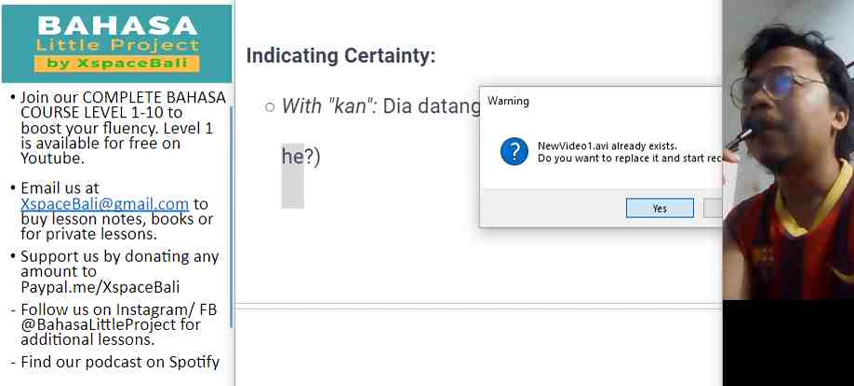 BAHASA
Little Project
by XspaceBali
• Join our COMPLETE BAHASA
COURSE LEVEL 1-10 to
boost your fluency. Level 1
is available for free on
Youtube.
• Email us at
XspaceBali@gmail.com to
buy lesson notes, books or
for private lessons.
• Support us by donating any
amount to
Paypal.me/XspaceBali
- Follow us on Instagram/ FB
@BahasaLittleProject for
additional lessons.
- Find our podcast on Spotify
Indicating Certainty:
○ With "kan": Dia datang
he?)
Warning
NewVideo1.avi already exists.
Do you want to replace it and start rec
Yes